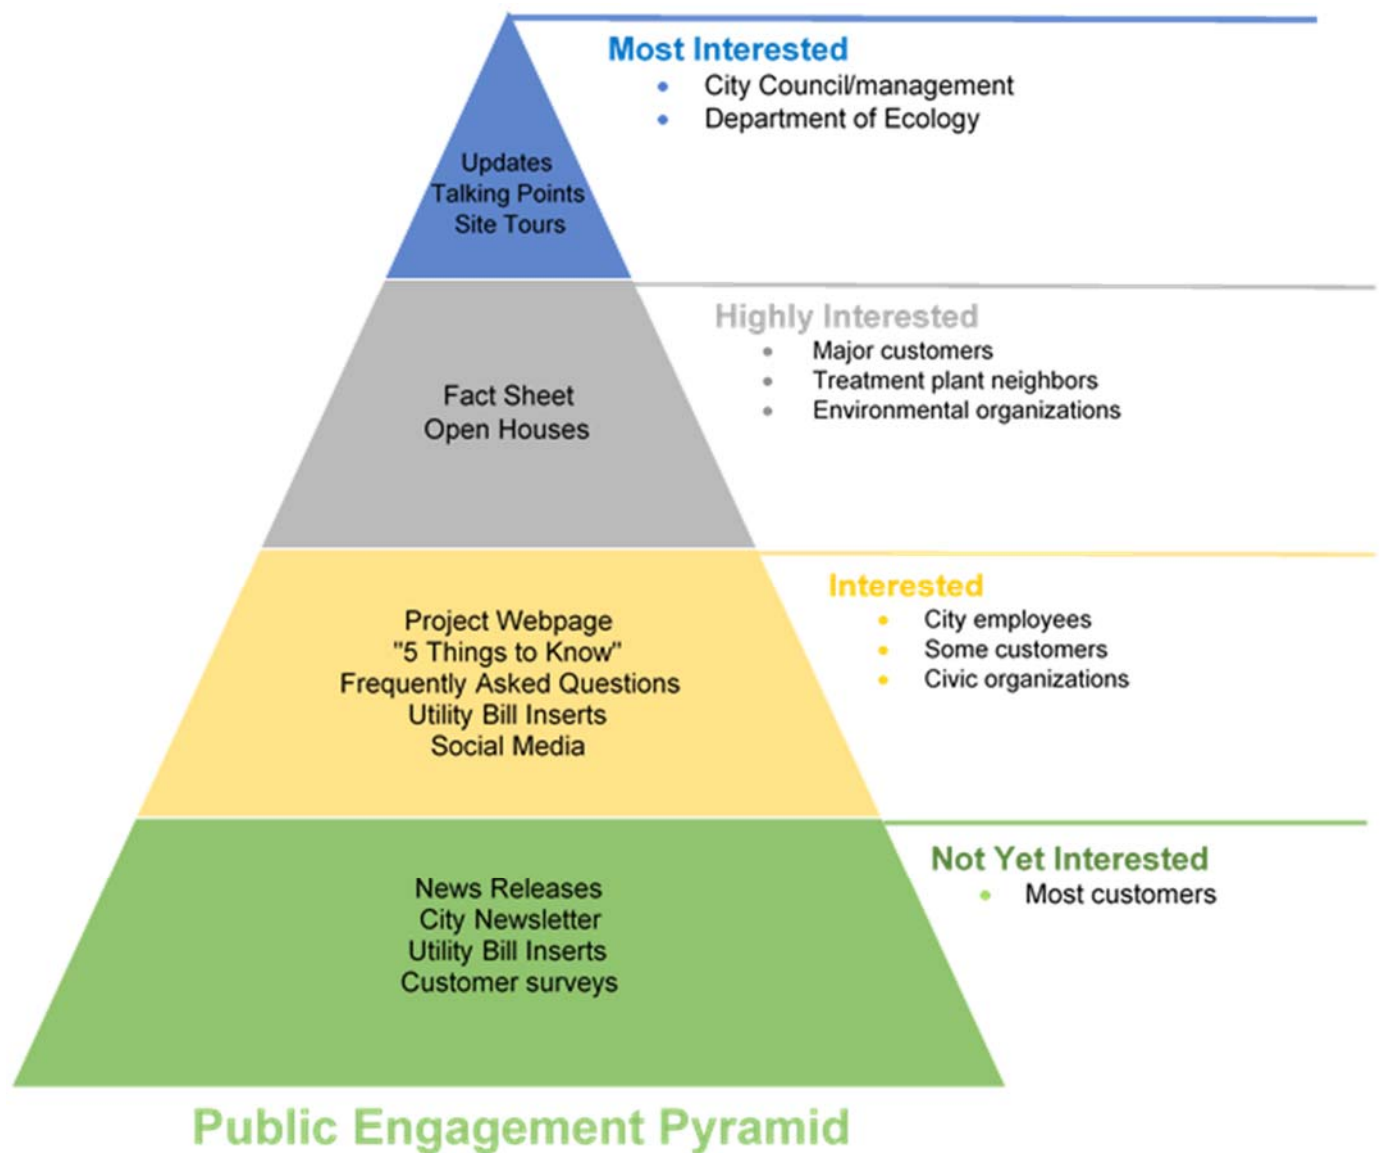 Most Interested
• City Council/management
• Department of Ecology
Updates
Talking Points
Site Tours
Highly Interested
• Major customers
• Treatment plant neighbors
• Environmental organizations
Fact Sheet
Open Houses
Interested
• City employees
• Some customers
• Civic organizations
Project Webpage
"5 Things to Know"
Frequently Asked Questions
Utility Bill Inserts
Social Media
Not Yet Interested
• Most customers
News Releases
City Newsletter
Utility Bill Inserts
Customer surveys
Public Engagement Pyramid